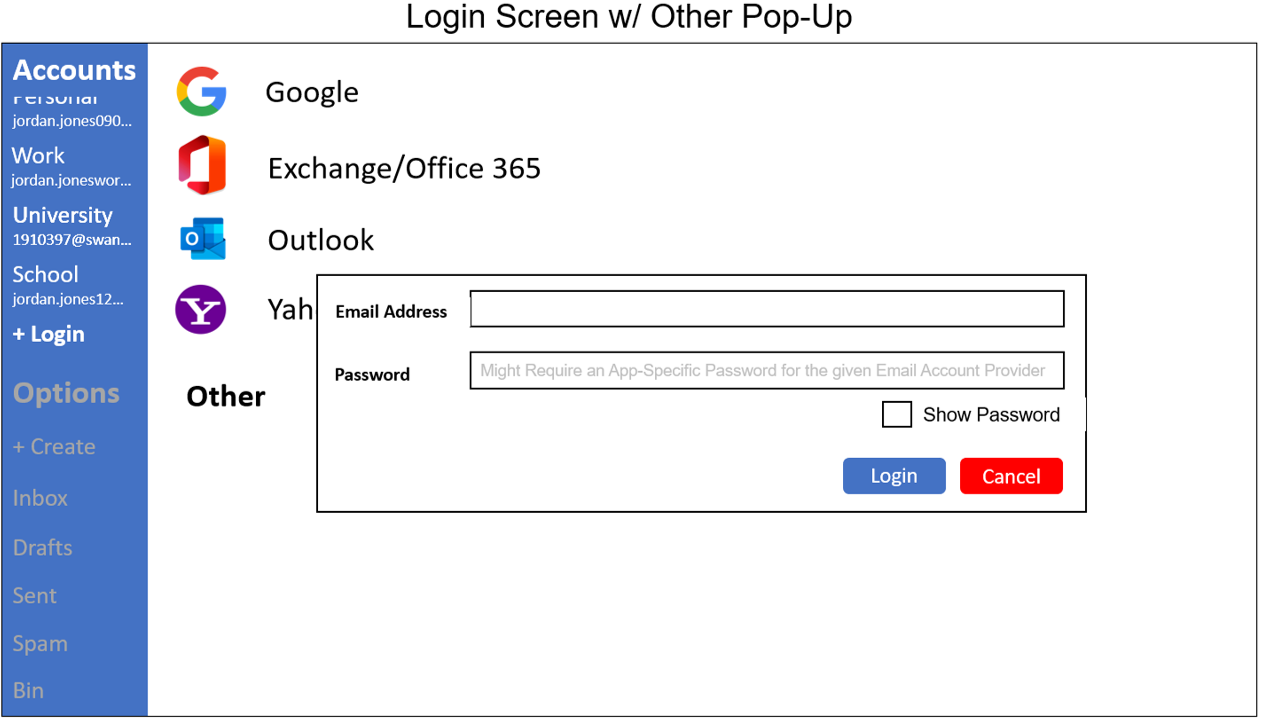 Login Screen w/ Other Pop-Up
Accounts
Personal
jordan.jones090...
Work
jordan.joneswor...
University
1910397@swan...
School
jordan.jones12...
+ Login
Options
+ Create
Inbox
Drafts
Sent
Spam
Bin
Google
Exchange/Office 365
Outlook
Yah
Other
Email Address
Password
Might Require an App-Specific Password for the given Email Account Provider
Show Password
Login
Cancel